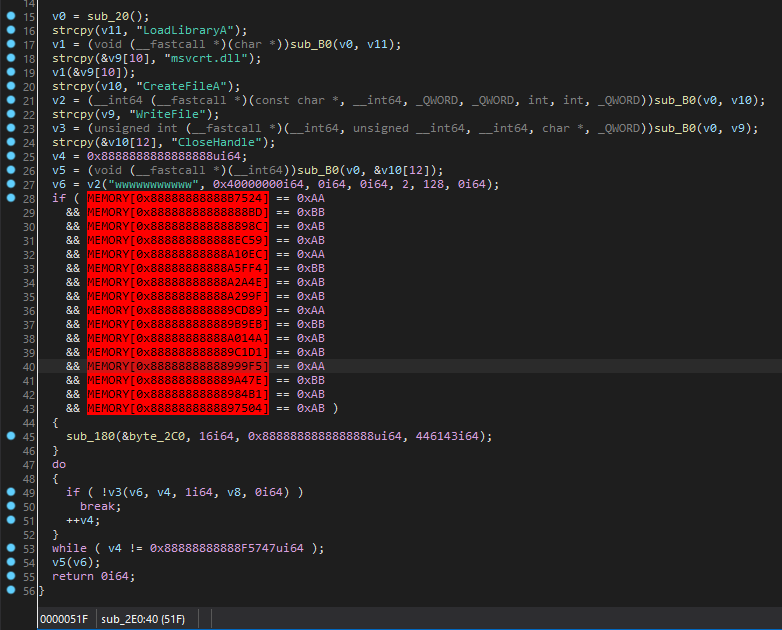 14
15 v0 = sub_20();
16 strcpy(v11, "LoadLibraryA");
17 v1 = (void (__fastcall *)(char *))sub_B0(v0, v11);
18 strcpy(&v9[10], "msvcrt.dll");
19 v1(&v9[10]);
20 strcpy(v10, "CreateFileA");
21 v2 = (__int64 (__fastcall *)(const char *, __int64, _QWORD, _QWORD, int, int, _QWORD))sub_B0(v0, v10);
22 strcpy(v9, "WriteFile");
23 v3 = (unsigned int (__fastcall *)(__int64, unsigned __int64, __int64, char *, _QWORD))sub_B0(v0, v9);
24 strcpy(&v10[12], "CloseHandle");
25 v4 = 0x8888888888888888ui64;
26 v5 = (void (__fastcall *)(__int64))sub_B0(v0, &v10[12]);
27 v6 = v2("wwwwwwwwwww", 0x40000000i64, 0i64, 0i64, 2, 128, 0i64);
28 if ( == 0xAA
29 && == 0xBB
30 && MEMORY[0x888888888888898C] == 0xAB
31 && MEMORY[0x888888888888EC59] == 0xAB
32 && MEMORY[0x88888888888A10EC] == 0xAA
33 && MEMORY[0x88888888888A5FF4] == 0xBB
34 && MEMORY[0x88888888888A2A4E] == 0xAB
35 && MEMORY[0x88888888888A299F] == 0xAB
36 && MEMORY[0x888888888889CD89] == 0xAA
37 && MEMORY[0x888888888889D9EB] == 0xBB
38 && MEMORY[0x88888888888A014A] == 0xAB
39 && MEMORY[0x888888888889C1D1] == 0xAB
40 && MEMORY[0x88888888888999F5] == 0xAA
41 && MEMORY[0x888888888889A47E] == 0xBB
42 && MEMORY[0x88888888888984B1] == 0xAB
43 && MEMORY[0x8888888888897504] == 0xAB )
44 {
45 sub_180(&byte_2C0, 16i64, 0x8888888888888888ui64, 446143i64);
46 }
47 do
48 {
49 if ( !v3(v6, v4, 1i64, v8, 0i64) )
50 break;
51 ++v4;
52 }
53 while ( v4 != 0x88888888888F5747ui64 );
54 v5(v6);
55 return 0i64;
56 }
0000051F sub_2E0:40 (51F)